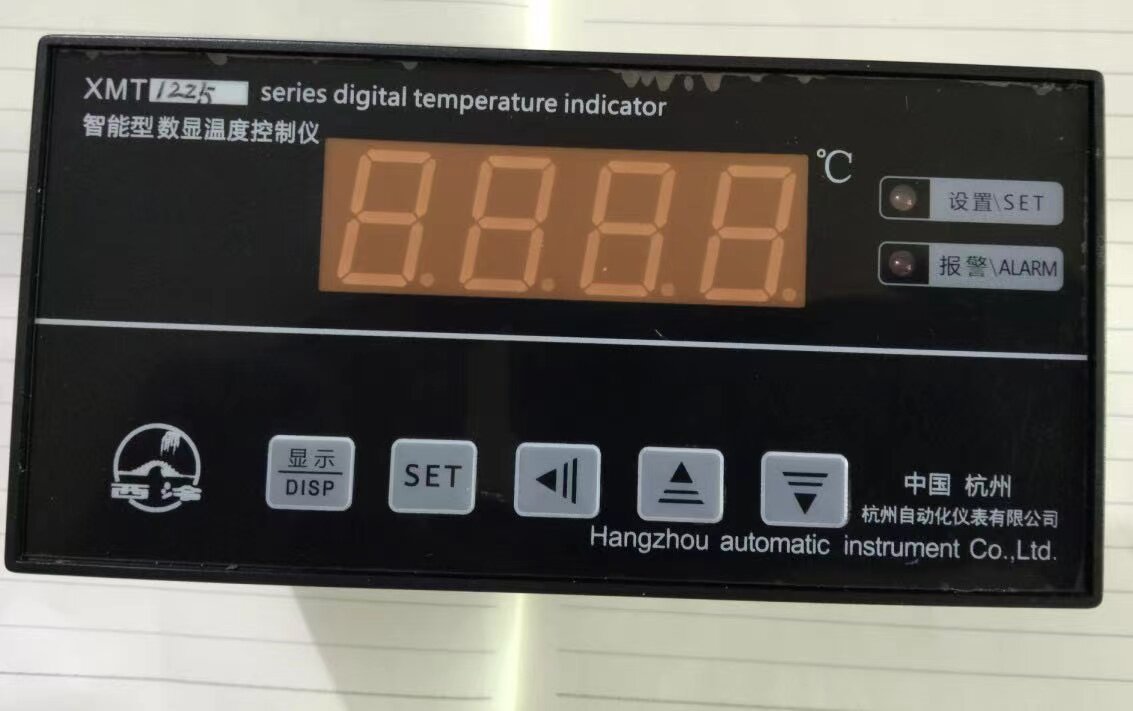 XMT 1225 series digital temperature indicator
智能型数显温度控制仪
℃
设置\SET
报警\ALARM
西泠
显示
DISP
SET
中国 杭州
杭州自动化仪表有限公司
Hangzhou automatic instrument Co.,Ltd.